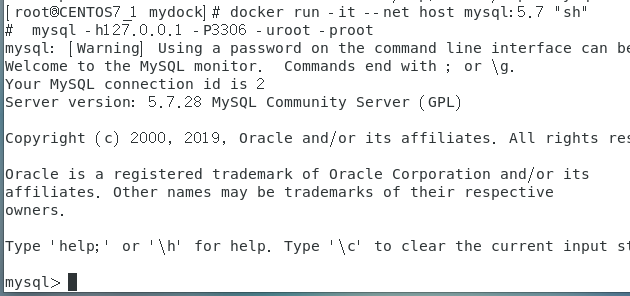 [root@CENTOS7_1 mydock]# docker run -it --net host mysql:5.7 "sh"
#  mysql -h127.0.0.1 -P3306 -uroot -proot
mysql: [Warning] Using a password on the command line interface can be
Welcome to the MySQL monitor.  Commands end with ; or \g.
Your MySQL connection id is 2
Server version: 5.7.28 MySQL Community Server (GPL)
Copyright (c) 2000, 2019, Oracle and/or its affiliates. All rights res
Oracle is a registered trademark of Oracle Corporation and/or its
affiliates. Other names may be trademarks of their respective
owners.
Type 'help;' or '\h' for help. Type '\c' to clear the current input st
mysql>